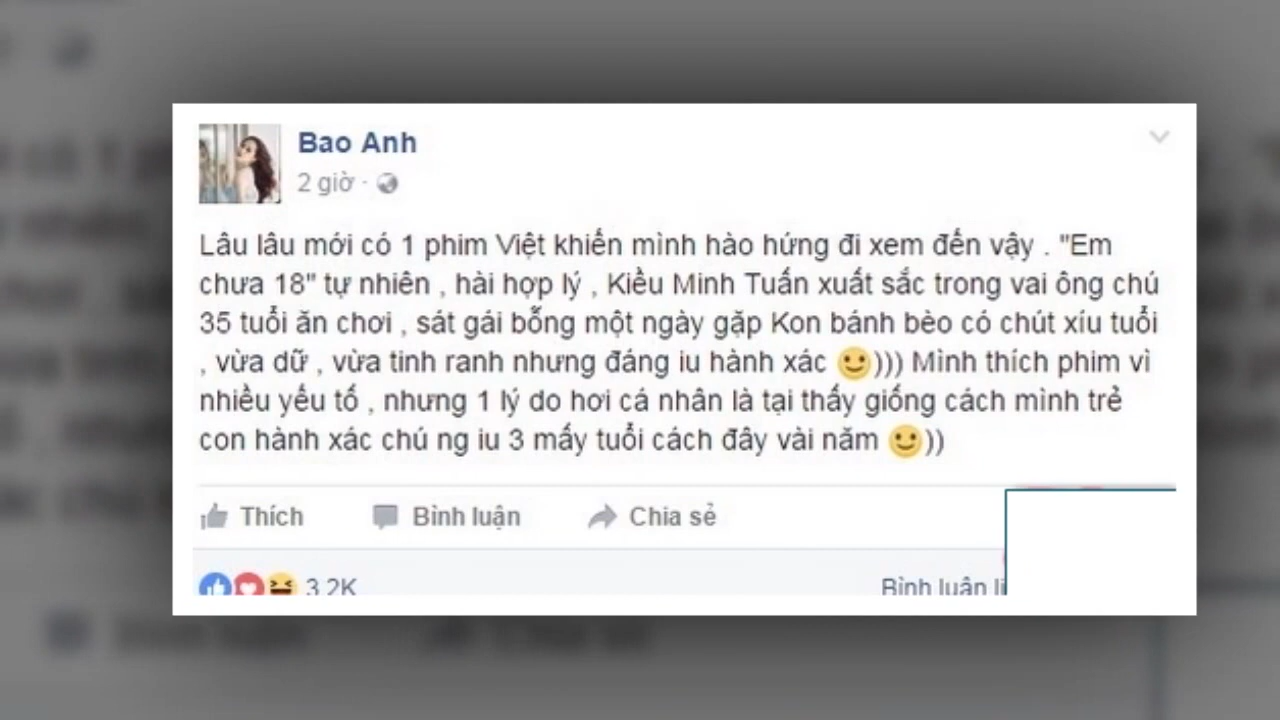 Bao Anh
2 giờ ·
Lâu lâu mới có 1 phim Việt khiến mình hào hứng đi xem đến vậy . "Em
chưa 18" tự nhiên , hài hợp lý , Kiều Minh Tuấn xuất sắc trong vai ông chú
35 tuổi ăn chơi , sát gái bỗng một ngày gặp Kon bánh bèo có chút xíu tuổi
, vừa dữ , vừa tinh ranh nhưng đáng iu hành xác 🙂))) Mình thích phim vì
nhiều yếu tố , nhưng 1 lý do hơi cá nhân là tại thấy giống cách mình trẻ
con hành xác chú ng iu 3 mấy tuổi cách đây vài năm 🙂))
Thích Bình luận Chia sẻ
3,2K Bình luận li